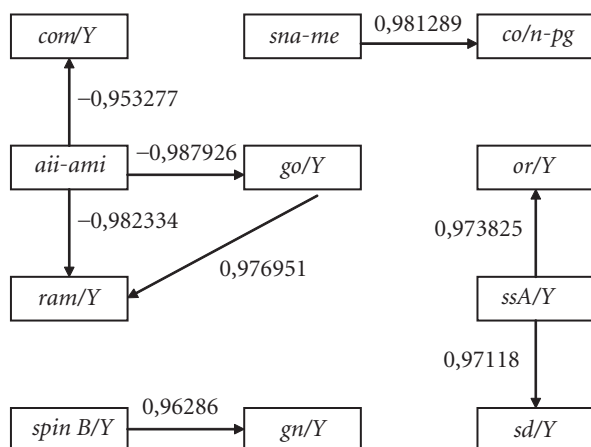 com/Y
sna-me
0,981289
co/n-pg
−0,953277
aii-ami
−0,987926
go/Y
or/Y
−0,982334
0,976951
0,973825
ram/Y
ssA/Y
0,97118
spin B/Y
0,96286
gn/Y
sd/Y